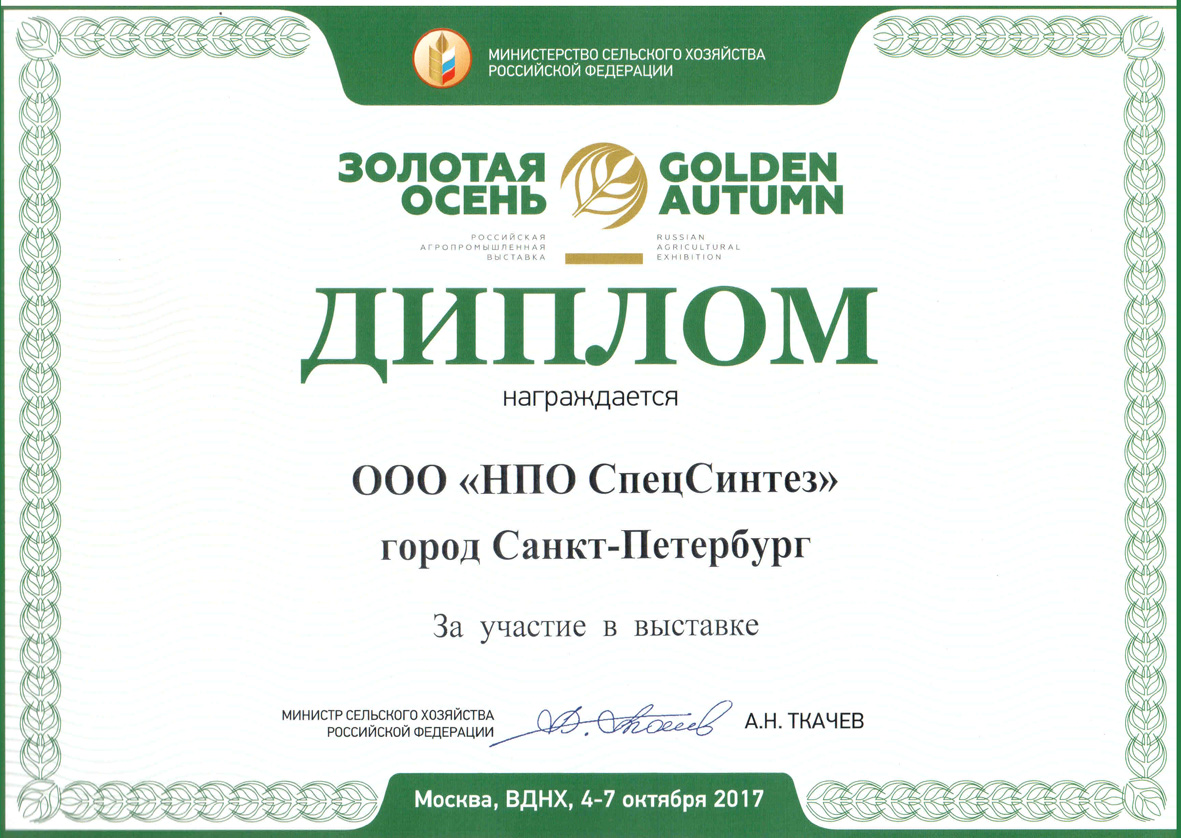 МИНИСТЕРСТВО СЕЛЬСКОГО ХОЗЯЙСТВА
РОССИЙСКОЙ ФЕДЕРАЦИИ
ЗОЛОТАЯ
ОСЕНЬ
GOLDEN
AUTUMN
РОССИЙСКАЯ
АГРОПРОМЫШЛЕННАЯ
ВЫСТАВКА
RUSSIAN
AGRICULTURAL
EXHIBITION
ДИПЛОМ
награждается
ООО «НПО СпецСинтез»
город Санкт-Петербург
За участие в выставке
МИНИСТР СЕЛЬСКОГО ХОЗЯЙСТВА
РОССИЙСКОЙ ФЕДЕРАЦИИ
А.Н. ТКАЧЕВ
Москва, ВДНХ, 4-7 октября 2017